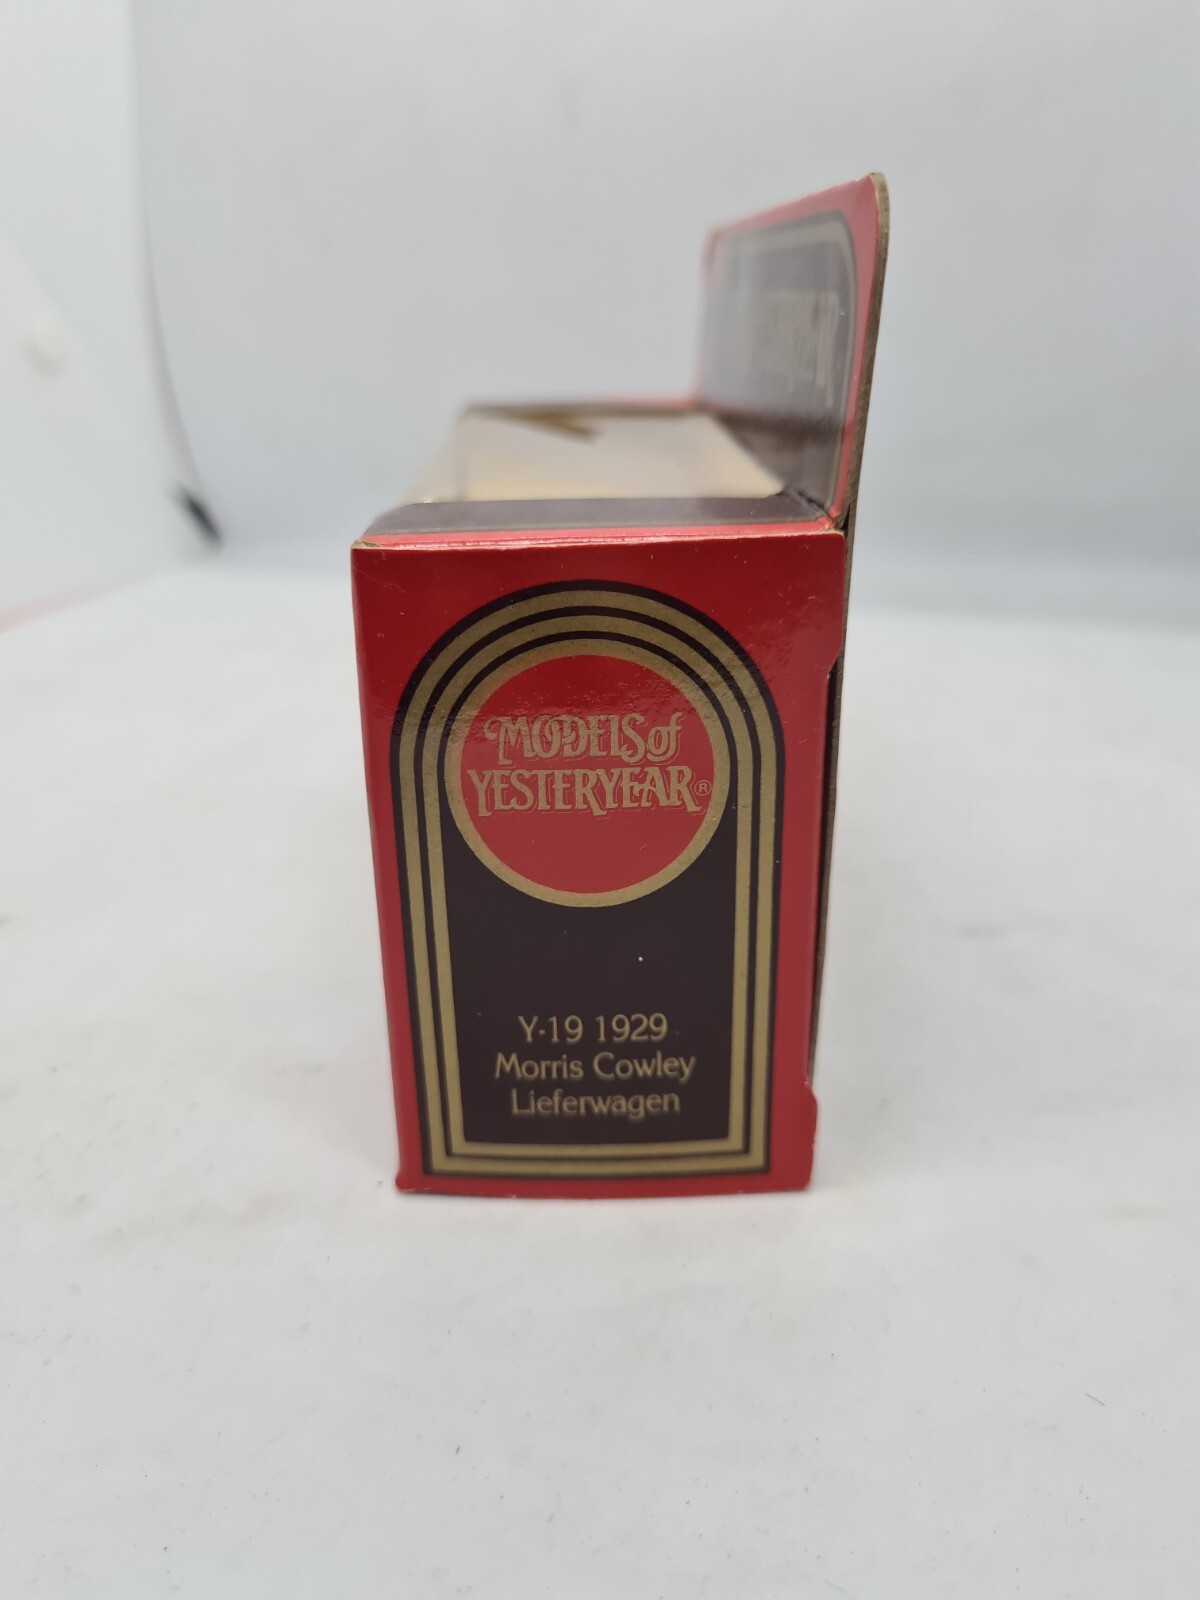 MODELS of
YESTERYEAR®
Y-19 1929
Morris Cowley
Lieferwagen